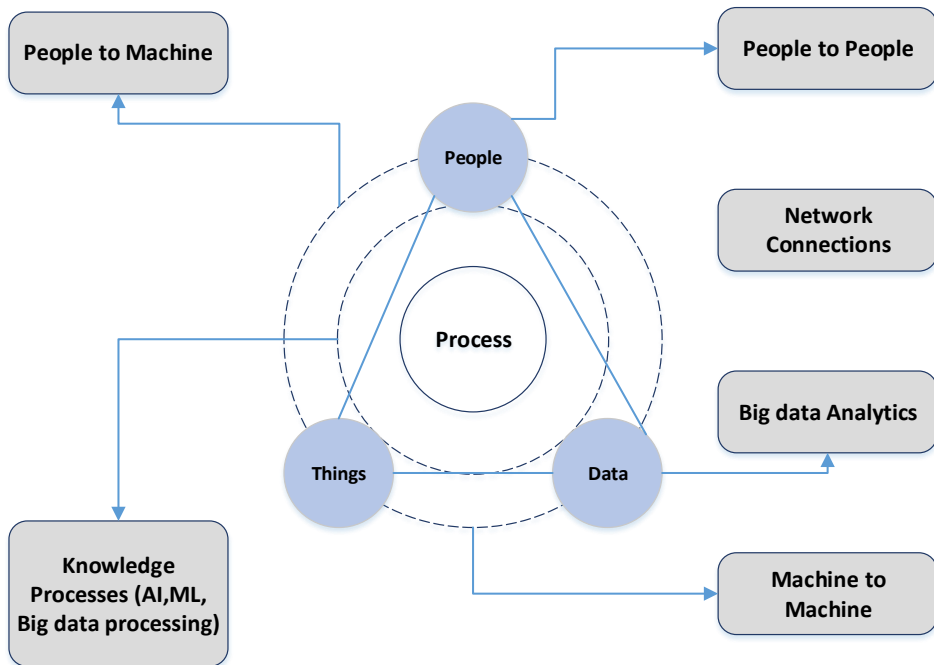 People to Machine
People to People
People
Network
Connections
Process
Big data Analytics
Things
Data
Knowledge
Processes (AI,ML,
Big data processing)
Machine to
Machine